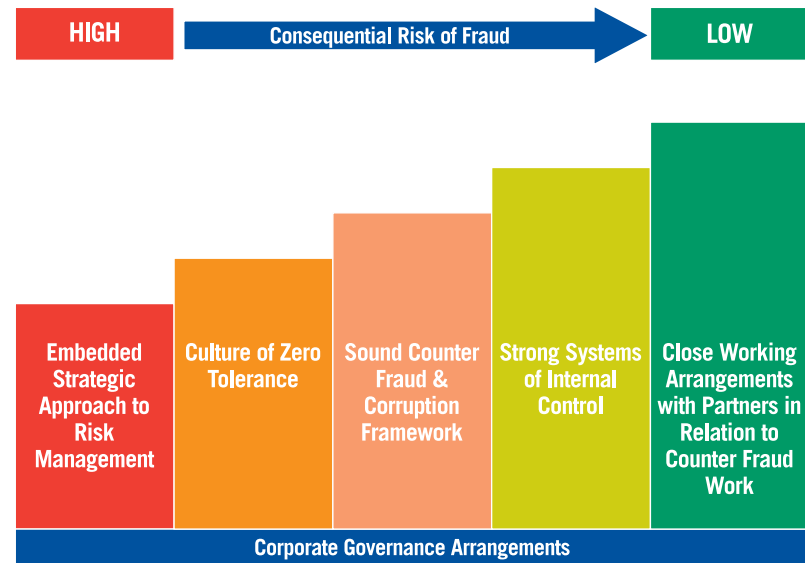 HIGH
Consequential Risk of Fraud
LOW
Embedded
Strategic
Approach to
Risk
Management
Culture of Zero
Tolerance
Sound Counter
Fraud &
Corruption
Framework
Strong Systems
of Internal
Control
Close Working
Arrangements
with Partners in
Relation to
Counter Fraud
Work
Corporate Governance Arrangements